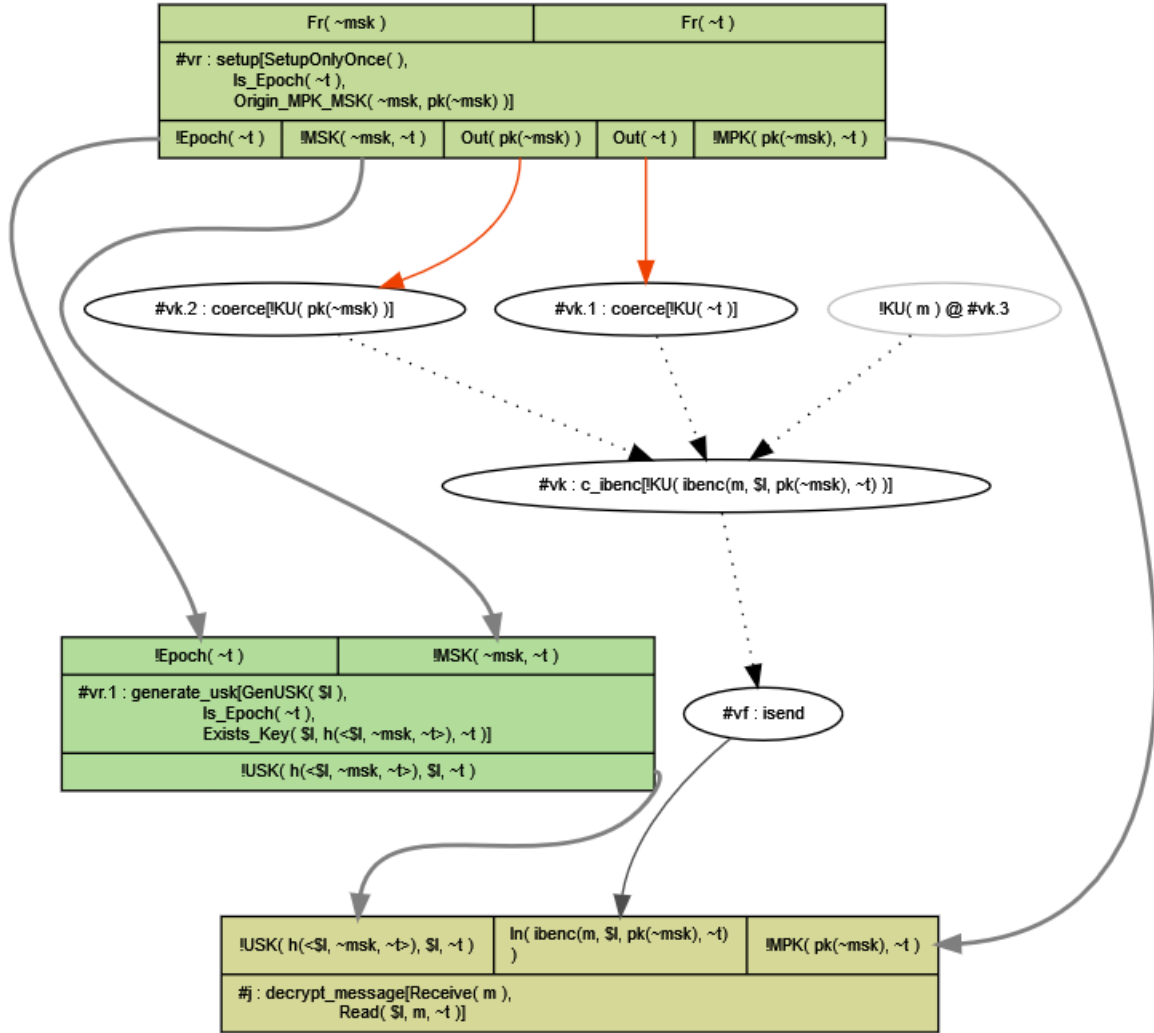 Fr( ~msk )
Fr( ~t )
#vr : setup[SetupOnlyOnce( ),
Is_Epoch( ~t ),
Origin_MPK_MSK( ~msk, pk(~msk) )]
!Epoch( ~t )
!MSK( ~msk, ~t )
Out( pk(~msk) )
Out( ~t )
!MPK( pk(~msk), ~t )
#vk.2 : coerce[!KU( pk(~msk) )]
#vk.1 : coerce[!KU( ~t )]
!KU( m ) @ #vk.3
#vk : c_ibenc[!KU( ibenc(m, $I, pk(~msk), ~t) )]
!Epoch( ~t )
!MSK( ~msk, ~t )
#vr.1 : generate_usk[GenUSK( $I ),
Is_Epoch( ~t ),
Exists_Key( $I, h(<$I, ~msk, ~t>), ~t )]
!USK( h(<$I, ~msk, ~t>), $I, ~t )
#vf : isend
!USK( h(<$I, ~msk, ~t>), $I, ~t )
In( ibenc(m, $I, pk(~msk), ~t)
)
!MPK( pk(~msk), ~t )
#j : decrypt_message[Receive( m ),
Read( $I, m, ~t )]